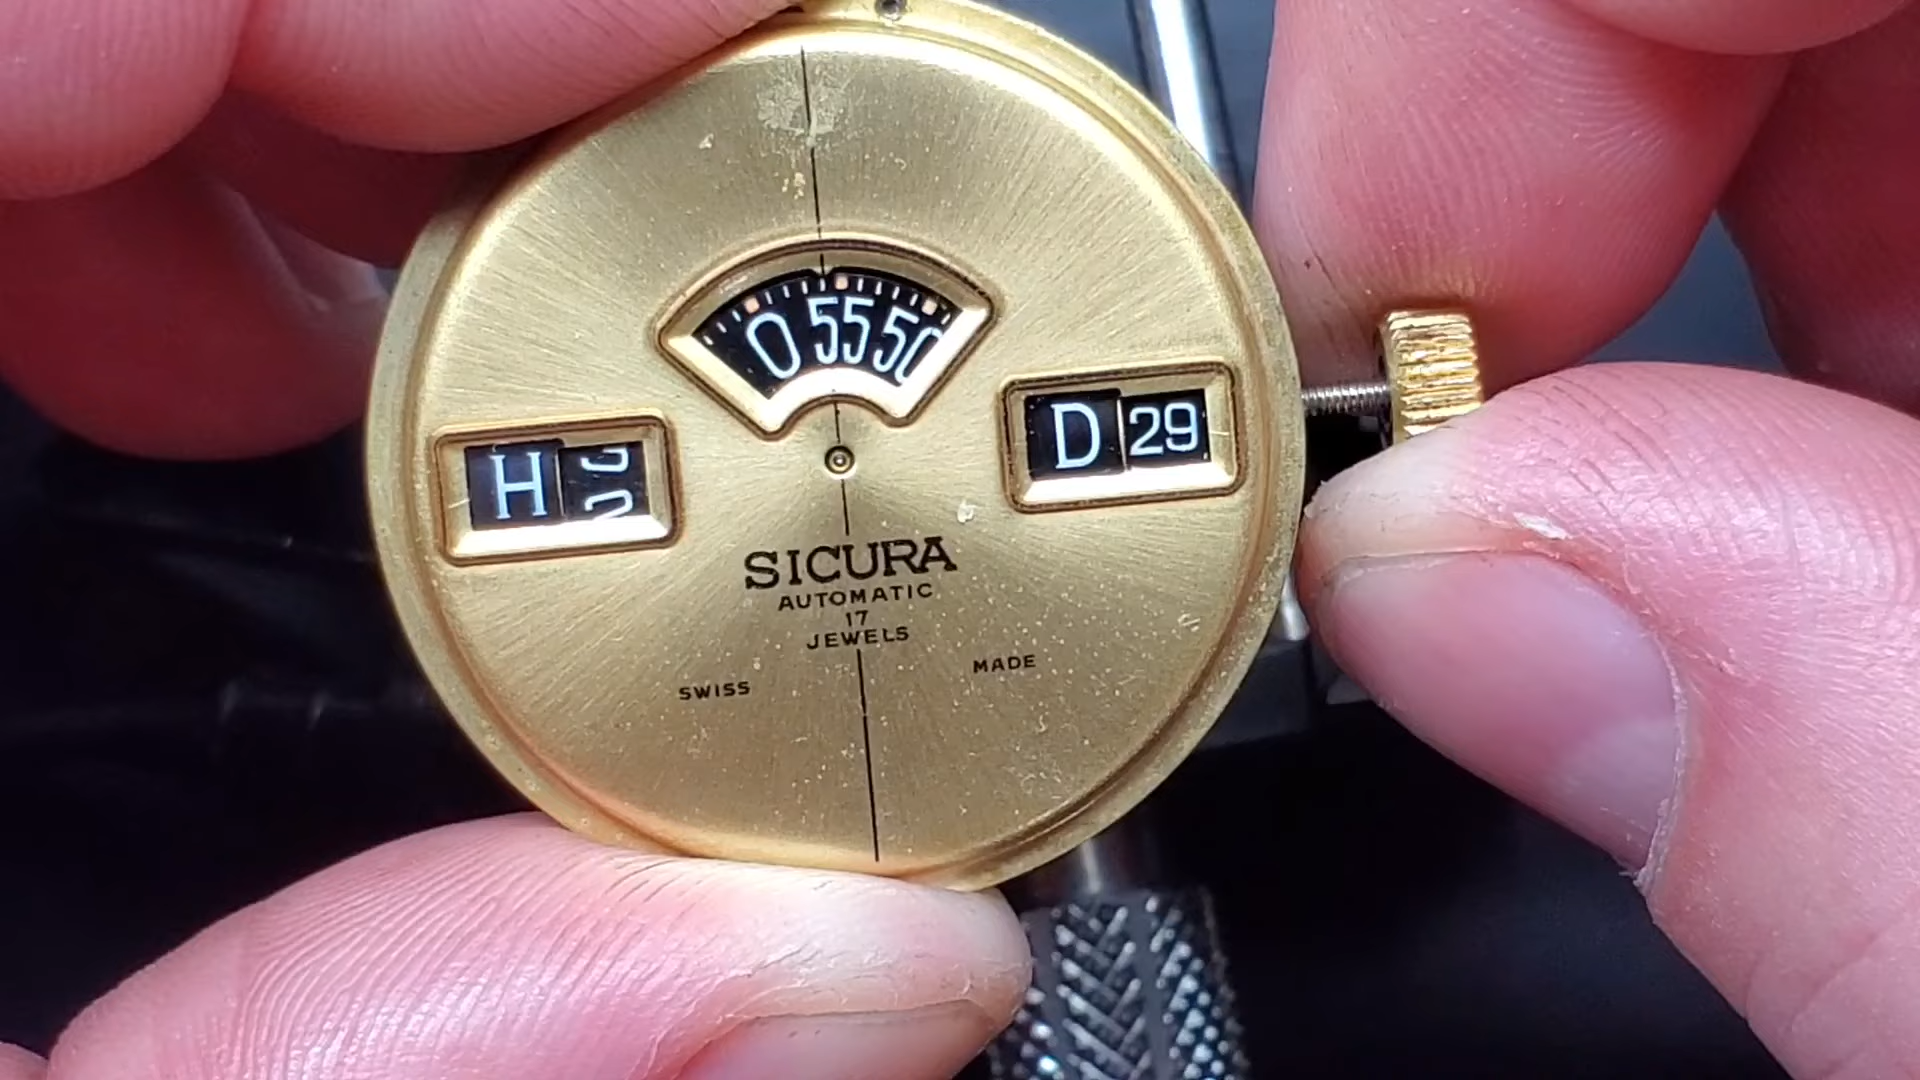 0 55 50
H
D 29
SICURA
AUTOMATIC
17
JEWELS
SWISS MADE